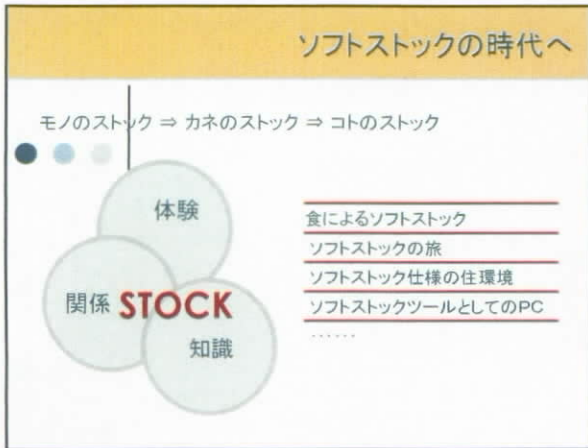 ソフトストックの時代へ
モノのストック ⇒ カネのストック ⇒ コトのストック
体験
関係
STOCK
知識
食によるソフトストック
ソフトストックの旅
ソフトストック仕様の住環境
ソフトストックツールとしてのPC
......